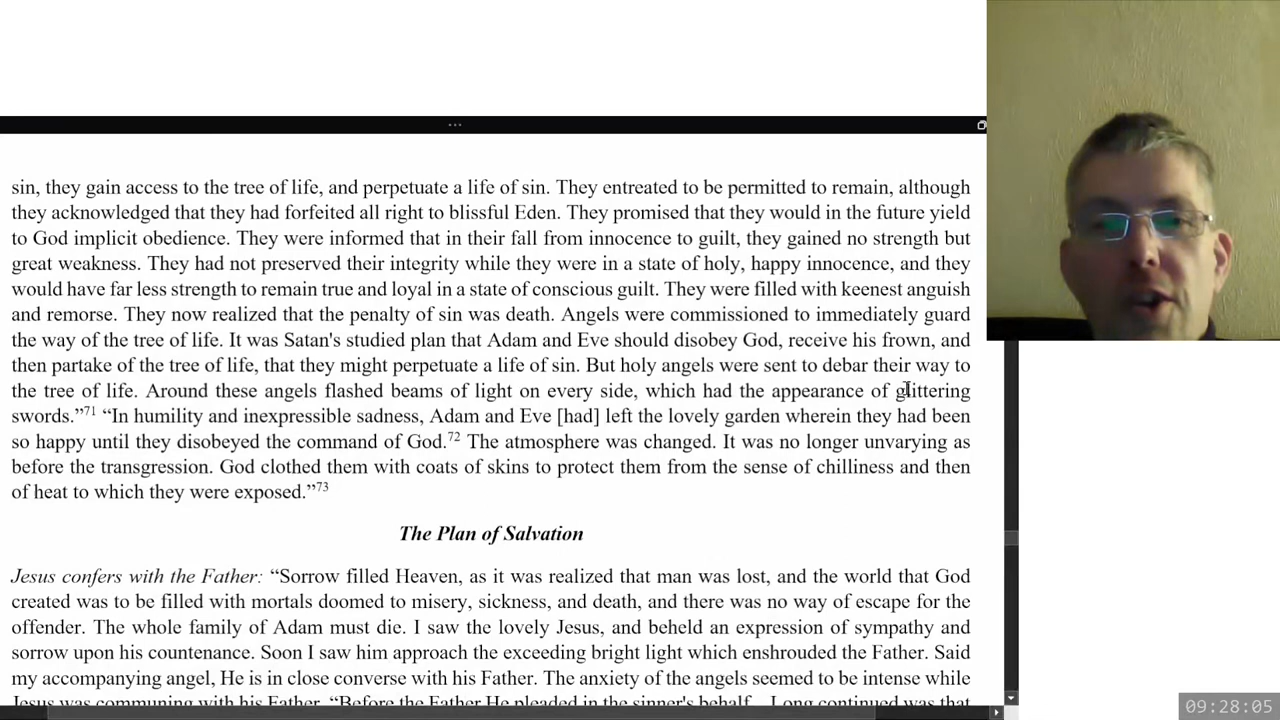 sin, they gain access to the tree of life, and perpetuate a life of sin. They entreated to be permitted to remain, although
they acknowledged that they had forfeited all right to blissful Eden. They promised that they would in the future yield
to God implicit obedience. They were informed that in their fall from innocence to guilt, they gained no strength but
great weakness. They had not preserved their integrity while they were in a state of holy, happy innocence, and they
would have far less strength to remain true and loyal in a state of conscious guilt. They were filled with keenest anguish
and remorse. They now realized that the penalty of sin was death. Angels were commissioned to immediately guard
the way of the tree of life. It was Satan's studied plan that Adam and Eve should disobey God, receive his frown, and
then partake of the tree of life, that they might perpetuate a life of sin. But holy angels were sent to debar their way to
the tree of life. Around these angels flashed beams of light on every side, which had the appearance of glittering
swords.”71 “In humility and inexpressible sadness, Adam and Eve [had] left the lovely garden wherein they had been
so happy until they disobeyed the command of God.72 The atmosphere was changed. It was no longer unvarying as
before the transgression. God clothed them with coats of skins to protect them from the sense of chilliness and then
of heat to which they were exposed.”73
The Plan of Salvation
Jesus confers with the Father: “Sorrow filled Heaven, as it was realized that man was lost, and the world that God
created was to be filled with mortals doomed to misery, sickness, and death, and there was no way of escape for the
offender. The whole family of Adam must die. I saw the lovely Jesus, and beheld an expression of sympathy and
sorrow upon his countenance. Soon I saw him approach the exceeding bright light which enshrouded the Father. Said
my accompanying angel, He is in close converse with his Father. The anxiety of the angels seemed to be intense while
Jesus was communing with his Father. “Before the Father He pleaded in the sinner's behalf... Long continued was that
09:28:05